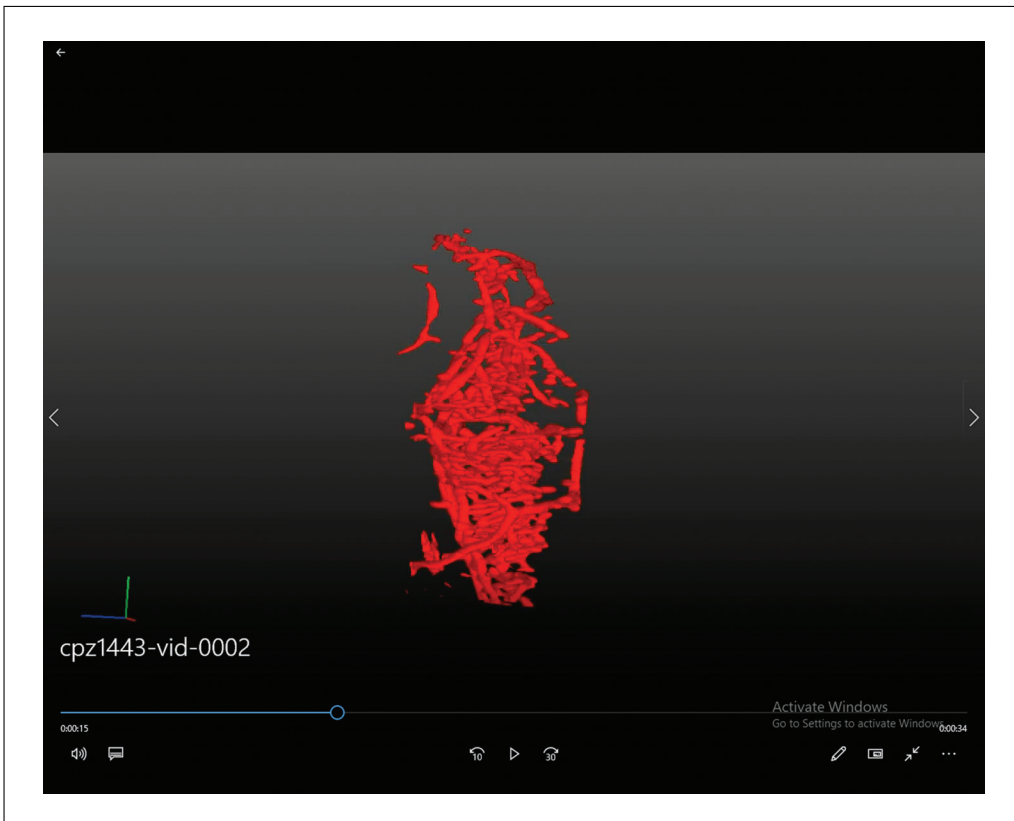 cpz1443-vid-0002
Activate Windows
Go to Settings to activate Windows.
0:00:15
0:00:34
10
30